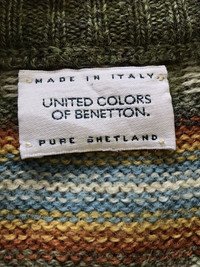 MADE IN ITALY
UNITED COLORS
OF BENETTON.
PURE SHETLAND